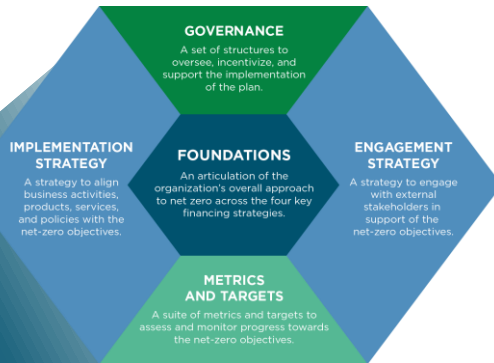 GOVERNANCE
A set of structures to
oversee, incentivize, and
support the implementation
of the plan.
IMPLEMENTATION
STRATEGY
A strategy to align
business activities,
products, services,
and policies with the
net-zero objectives.
FOUNDATIONS
An articulation of the
organization's overall approach
to net zero across the four key
financing strategies.
ENGAGEMENT
STRATEGY
A strategy to engage
with external
stakeholders in
support of the
net-zero objectives.
METRICS
AND TARGETS
A suite of metrics and targets to
assess and monitor progress towards
the net-zero objectives.